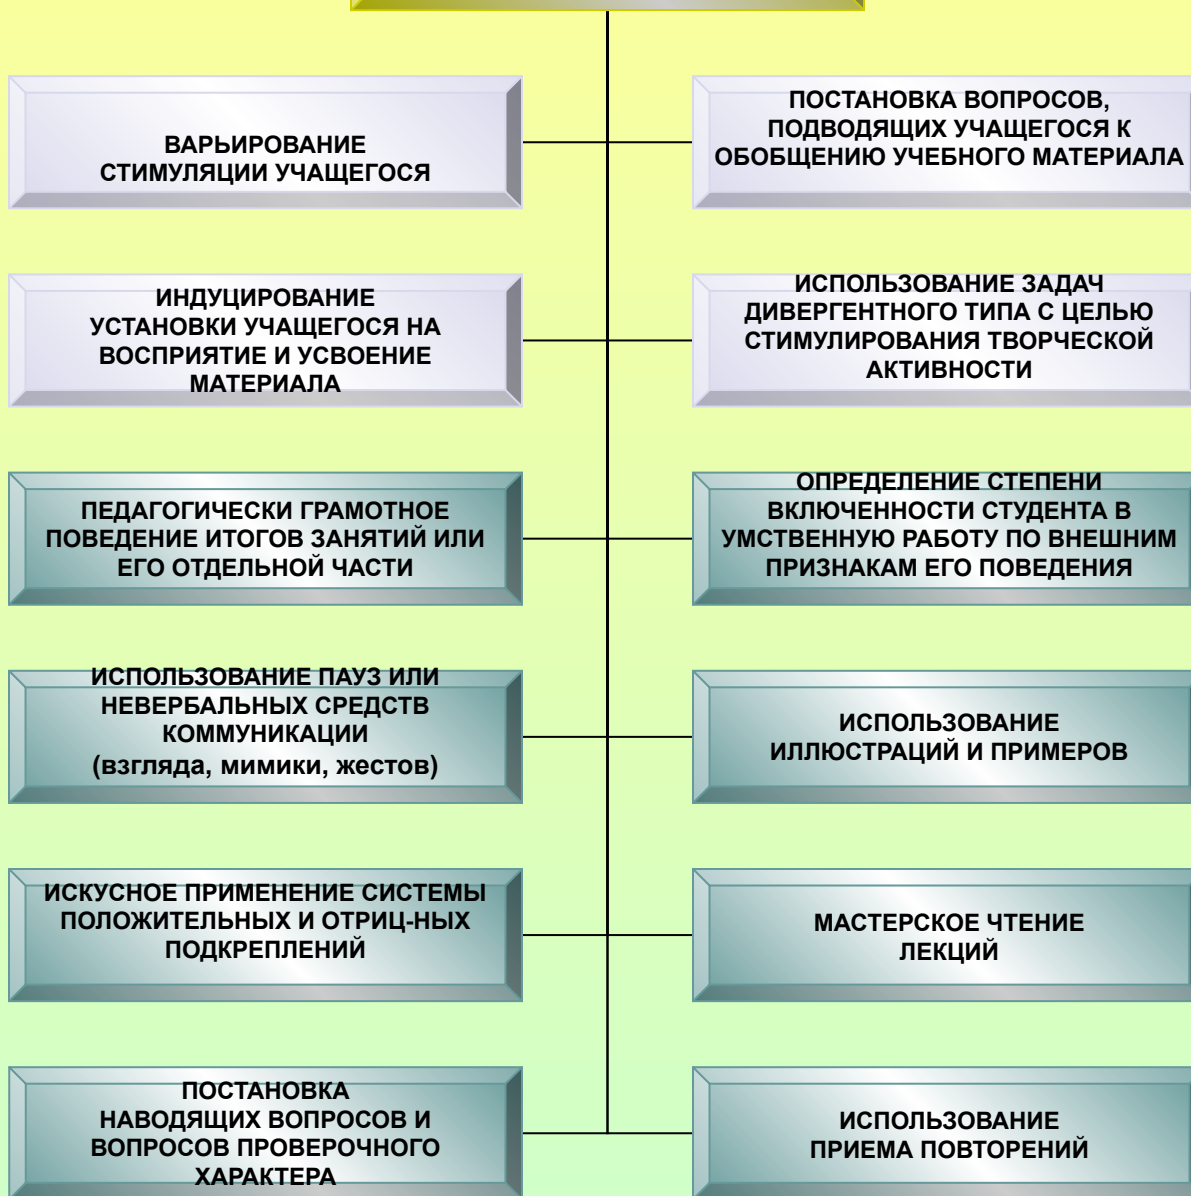 ВАРЬИРОВАНИЕ
СТИМУЛЯЦИИ УЧАЩЕГОСЯ
ПОСТАНОВКА ВОПРОСОВ,
ПОДВОДЯЩИХ УЧАЩЕГОСЯ К
ОБОБЩЕНИЮ УЧЕБНОГО МАТЕРИАЛА
ИНДУЦИРОВАНИЕ
УСТАНОВКИ УЧАЩЕГОСЯ НА
ВОСПРИЯТИЕ И УСВОЕНИЕ
МАТЕРИАЛА
ИСПОЛЬЗОВАНИЕ ЗАДАЧ
ДИВЕРГЕНТНОГО ТИПА С ЦЕЛЬЮ
СТИМУЛИРОВАНИЯ ТВОРЧЕСКОЙ
АКТИВНОСТИ
ПЕДАГОГИЧЕСКИ ГРАМОТНОЕ
ПОВЕДЕНИЕ ИТОГОВ ЗАНЯТИЙ ИЛИ
ЕГО ОТДЕЛЬНОЙ ЧАСТИ
ОПРЕДЕЛЕНИЕ СТЕПЕНИ
ВКЛЮЧЕННОСТИ СТУДЕНТА В
УМСТВЕННУЮ РАБОТУ ПО ВНЕШНИМ
ПРИЗНАКАМ ЕГО ПОВЕДЕНИЯ
ИСПОЛЬЗОВАНИЕ ПАУЗ ИЛИ
НЕВЕРБАЛЬНЫХ СРЕДСТВ
КОММУНИКАЦИИ
(взгляда, мимики, жестов)
ИСПОЛЬЗОВАНИЕ
ИЛЛЮСТРАЦИЙ И ПРИМЕРОВ
ИСКУСНОЕ ПРИМЕНЕНИЕ СИСТЕМЫ
ПОЛОЖИТЕЛЬНЫХ И ОТРИЦ-НЫХ
ПОДКРЕПЛЕНИЙ
МАСТЕРСКОЕ ЧТЕНИЕ
ЛЕКЦИЙ
ПОСТАНОВКА
НАВОДЯЩИХ ВОПРОСОВ И
ВОПРОСОВ ПРОВЕРОЧНОГО
ХАРАКТЕРА
ИСПОЛЬЗОВАНИЕ
ПРИЕМА ПОВТОРЕНИЙ